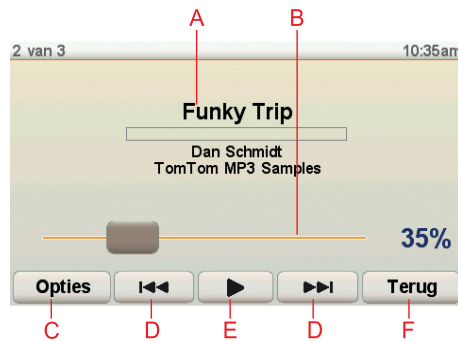 A
B
2 van 3 10:35am
Funky Trip
Dan Schmidt
TomTom MP3 Samples
35%
Opties Terug
C D E D F